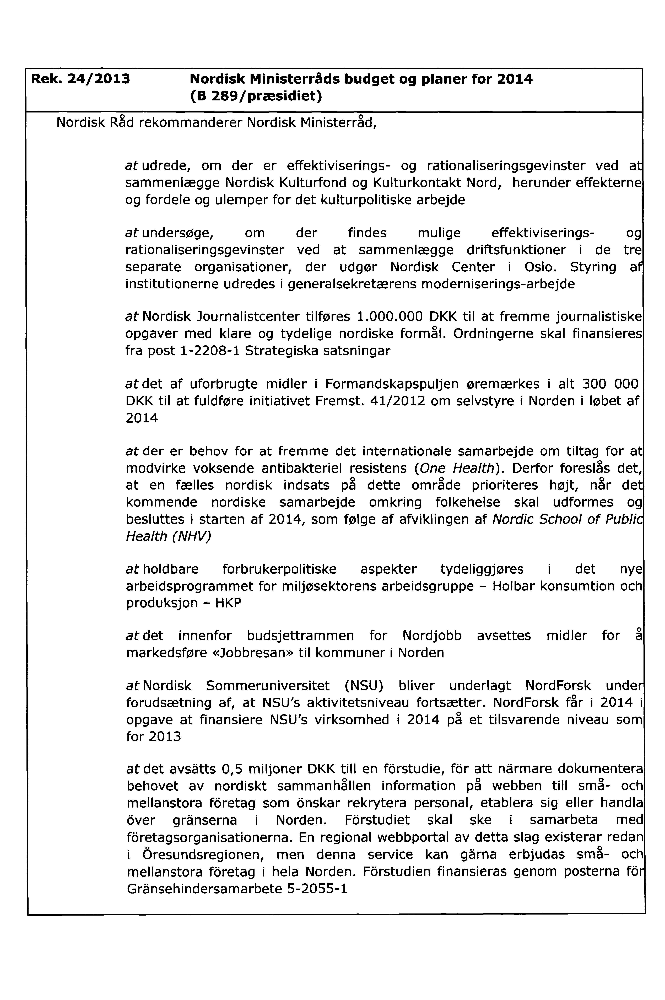 Rek. 24/2013 Nordisk Ministerråds budget og planer for 2014
(B 289/præsidiet)
Nordisk Råd rekommanderer Nordisk Ministerråd,
at udrede, om der er effektiviserings- og rationaliseringsgevinster ved at
sammenlægge Nordisk Kulturfond og Kulturkontakt Nord, herunder effekterne
og fordele og ulemper for det kulturpolitiske arbejde
at undersøge, om der findes mulige effektiviserings- og
rationaliseringsgevinster ved at sammenlægge driftsfunktioner i de tre
separate organisationer, der udgør Nordisk Center i Oslo. Styring af
institutionerne udredes i generalsekretærens moderniserings-arbejde
at Nordisk Journalistcenter tilføres 1.000.000 DKK til at fremme journalistiske
opgaver med klare og tydelige nordiske formål. Ordningerne skal finansieres
fra post 1-2208-1 Strategiska satsningar
at det af uforbrugte midler i Formandskapspuljen øremærkes i alt 300 000
DKK til at fuldføre initiativet Fremst. 41/2012 om selvstyre i Norden i løbet af
2014
at der er behov for at fremme det internationale samarbejde om tiltag for at
modvirke voksende antibakteriel resistens (One Health). Derfor foreslås det,
at en fælles nordisk indsats på dette område prioriteres højt, når det
kommende nordiske samarbejde omkring folkehelse skal udformes og
besluttes i starten af 2014, som følge af afviklingen af Nordic School of Public
Health (NHV)
at holdbare forbrukerpolitiske aspekter tydeliggjøres i det nye
arbeidsprogrammet for miljøsektorens arbeidsgruppe – Holbar konsumtion och
produksjon – HKP
at det innenfor budsjettrammen for Nordjobb avsettes midler for å
markedsføre «Jobbresan» til kommuner i Norden
at Nordisk Sommeruniversitet (NSU) bliver underlagt NordForsk under
forudsætning af, at NSU's aktivitetsniveau fortsætter. NordForsk får i 2014 i
opgave at finansiere NSU's virksomhed i 2014 på et tilsvarende niveau som
for 2013
at det avsätts 0,5 miljoner DKK till en förstudie, för att närmare dokumentera
behovet av nordiskt sammanhållen information på webben till små- och
mellanstora företag som önskar rekrytera personal, etablera sig eller handla
över gränserna i Norden. Förstudiet skal ske i samarbeta med
företagsorganisationerna. En regional webbportal av detta slag existerar redan
i Öresundsregionen, men denna service kan gärna erbjudas små- och
mellanstora företag i hela Norden. Förstudien finansieras genom posterna för
Gränsehindersamarbete 5-2055-1